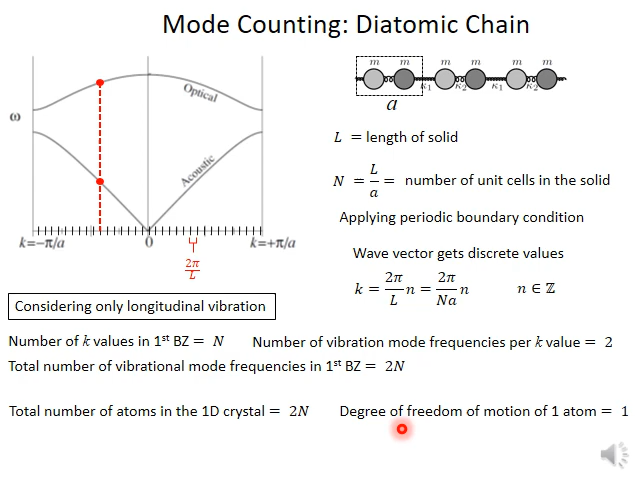 Mode Counting: Diatomic Chain
m m m m m m
κ₁ κ₂ κ₁ κ₂
a
Optical
ω
Acoustic
k=−π/a 0 k=+π/a
2π/L
L = length of solid
N = L/a = number of unit cells in the solid
Applying periodic boundary condition
Wave vector gets discrete values
k = 2π/L n = 2π/Na n n ∈ ℤ
Considering only longitudinal vibration
Number of k values in 1st BZ = N Number of vibration mode frequencies per k value = 2
Total number of vibrational mode frequencies in 1st BZ = 2N
Total number of atoms in the 1D crystal = 2N Degree of freedom of motion of 1 atom = 1